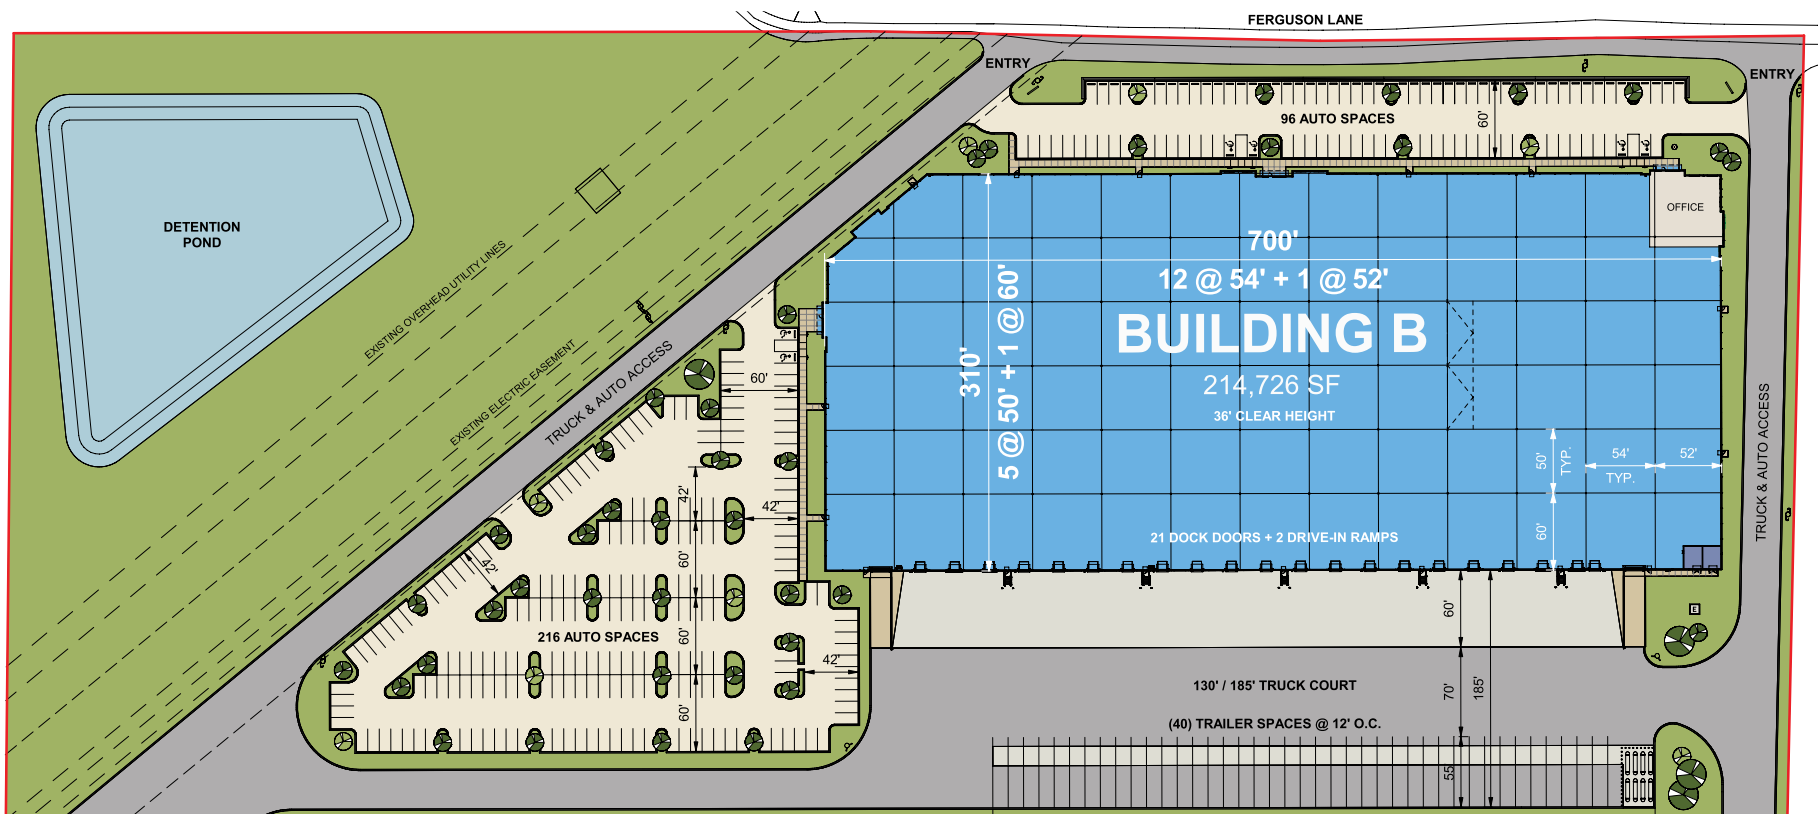 FERGUSON LANE
ENTRY
ENTRY
96 AUTO SPACES
60'
OFFICE
DETENTION
POND
EXISTING OVERHEAD UTILITY LINES
EXISTING ELECTRIC EASEMENT
TRUCK & AUTO ACCESS
700'
12 @ 54' + 1 @ 52'
310'
5 @ 50' + 1 @ 60'
BUILDING B
214,726 SF
36' CLEAR HEIGHT
50'
TYP.
54'
TYP.
52'
60'
21 DOCK DOORS + 2 DRIVE-IN RAMPS
TRUCK & AUTO ACCESS
60'
42'
42'
60'
42'
216 AUTO SPACES
60'
42'
60'
E
60'
130' / 185' TRUCK COURT
70'
185'
(40) TRAILER SPACES @ 12' O.C.
55'